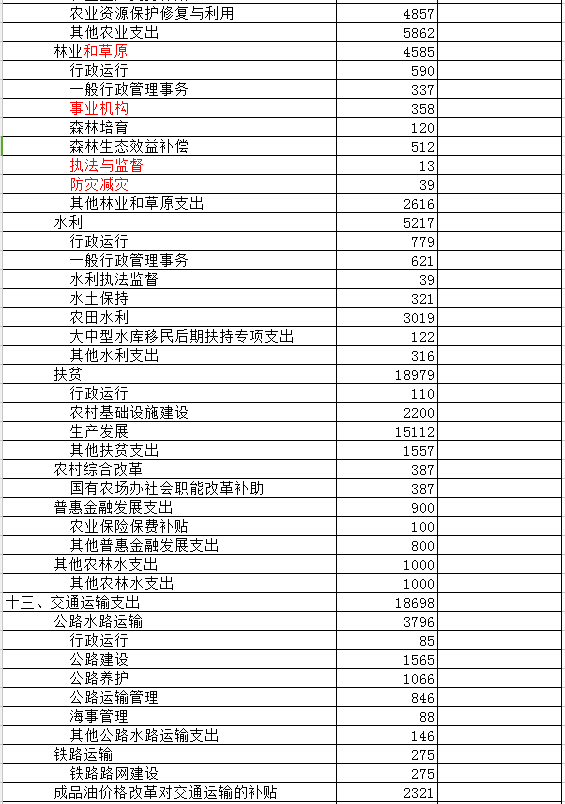 农业资源保护修复与利用 4857
其他农业支出 5862
林业和草原 4585
行政运行 590
一般行政管理事务 337
事业机构 358
森林培育 120
森林生态效益补偿 512
执法与监督 13
防灾减灾 39
其他林业和草原支出 2616
水利 5217
行政运行 779
一般行政管理事务 621
水利执法监督 39
水土保持 321
农田水利 3019
大中型水库移民后期扶持专项支出 122
其他水利支出 316
扶贫 18979
行政运行 110
农村基础设施建设 2200
生产发展 15112
其他扶贫支出 1557
农村综合改革 387
国有农场办社会职能改革补助 387
普惠金融发展支出 900
农业保险保费补贴 100
其他普惠金融发展支出 800
其他农林水支出 1000
其他农林水支出 1000
十三、交通运输支出 18698
公路水路运输 3796
行政运行 85
公路建设 1565
公路养护 1066
公路运输管理 846
海事管理 88
其他公路水路运输支出 146
铁路运输 275
铁路路网建设 275
成品油价格改革对交通运输的补贴 2321